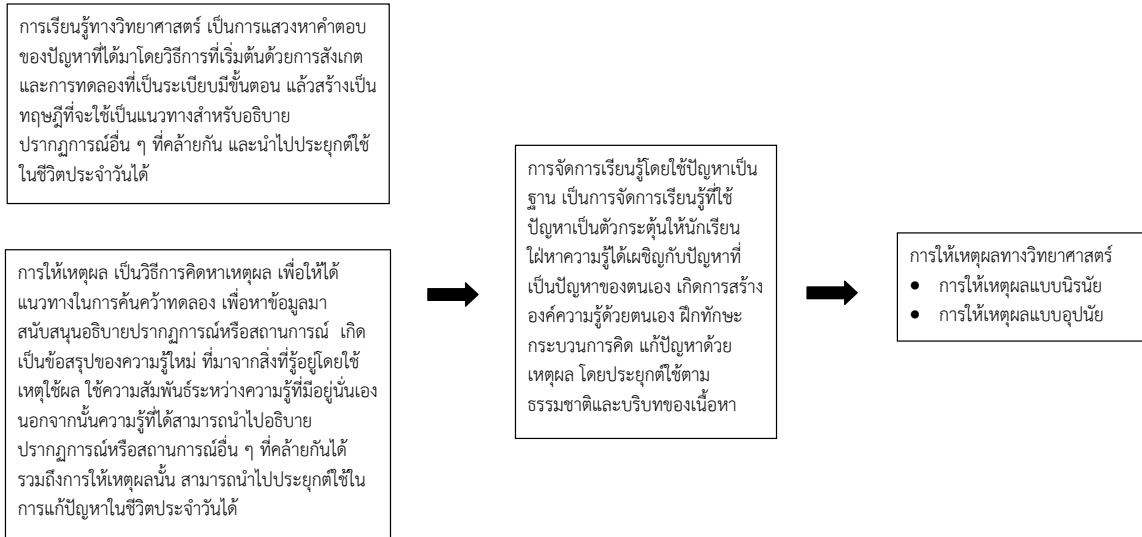 การเรียนรู้ทางวิทยาศาสตร์ เป็นการแสวงหาคำตอบ
ของปัญหาที่ได้มาโดยวิธีการที่เริ่มต้นด้วยการสังเกต
และการทดลองที่เป็นระเบียบมีขั้นตอน แล้วสร้างเป็น
ทฤษฎีที่จะใช้เป็นแนวทางสำหรับอธิบาย
ปรากฏการณ์อื่น ๆ ที่คล้ายกัน และนำไปประยุกต์ใช้
ในชีวิตประจำวันได้
การให้เหตุผล เป็นวิธีการคิดหาเหตุผล เพื่อให้ได้
แนวทางในการค้นคว้าทดลอง เพื่อหาข้อมูลมา
สนับสนุนอธิบายปรากฏการณ์หรือสถานการณ์ เกิด
เป็นข้อสรุปของความรู้ใหม่ ที่มาจากสิ่งที่รู้อยู่โดยใช้
เหตุใช้ผล ใช้ความสัมพันธ์ระหว่างความรู้ที่มีอยู่นั่นเอง
นอกจากนั้นความรู้ที่ได้สามารถนำไปอธิบาย
ปรากฏการณ์หรือสถานการณ์อื่น ๆ ที่คล้ายกันได้
รวมถึงการให้เหตุผลนั้น สามารถนำไปประยุกต์ใช้ใน
การแก้ปัญหาในชีวิตประจำวันได้
การจัดการเรียนรู้โดยใช้ปัญหาเป็น
ฐาน เป็นการจัดการเรียนรู้ที่ใช้
ปัญหาเป็นตัวกระตุ้นให้นักเรียน
ใฝ่หาความรู้ได้เผชิญกับปัญหาที่
เป็นปัญหาของตนเอง เกิดการสร้าง
องค์ความรู้ด้วยตนเอง ฝึกทักษะ
กระบวนการคิด แก้ปัญหาด้วย
เหตุผล โดยประยุกต์ใช้ตาม
ธรรมชาติและบริบทของเนื้อหา
การให้เหตุผลทางวิทยาศาสตร์
● การให้เหตุผลแบบนิรนัย
● การให้เหตุผลแบบอุปนัย